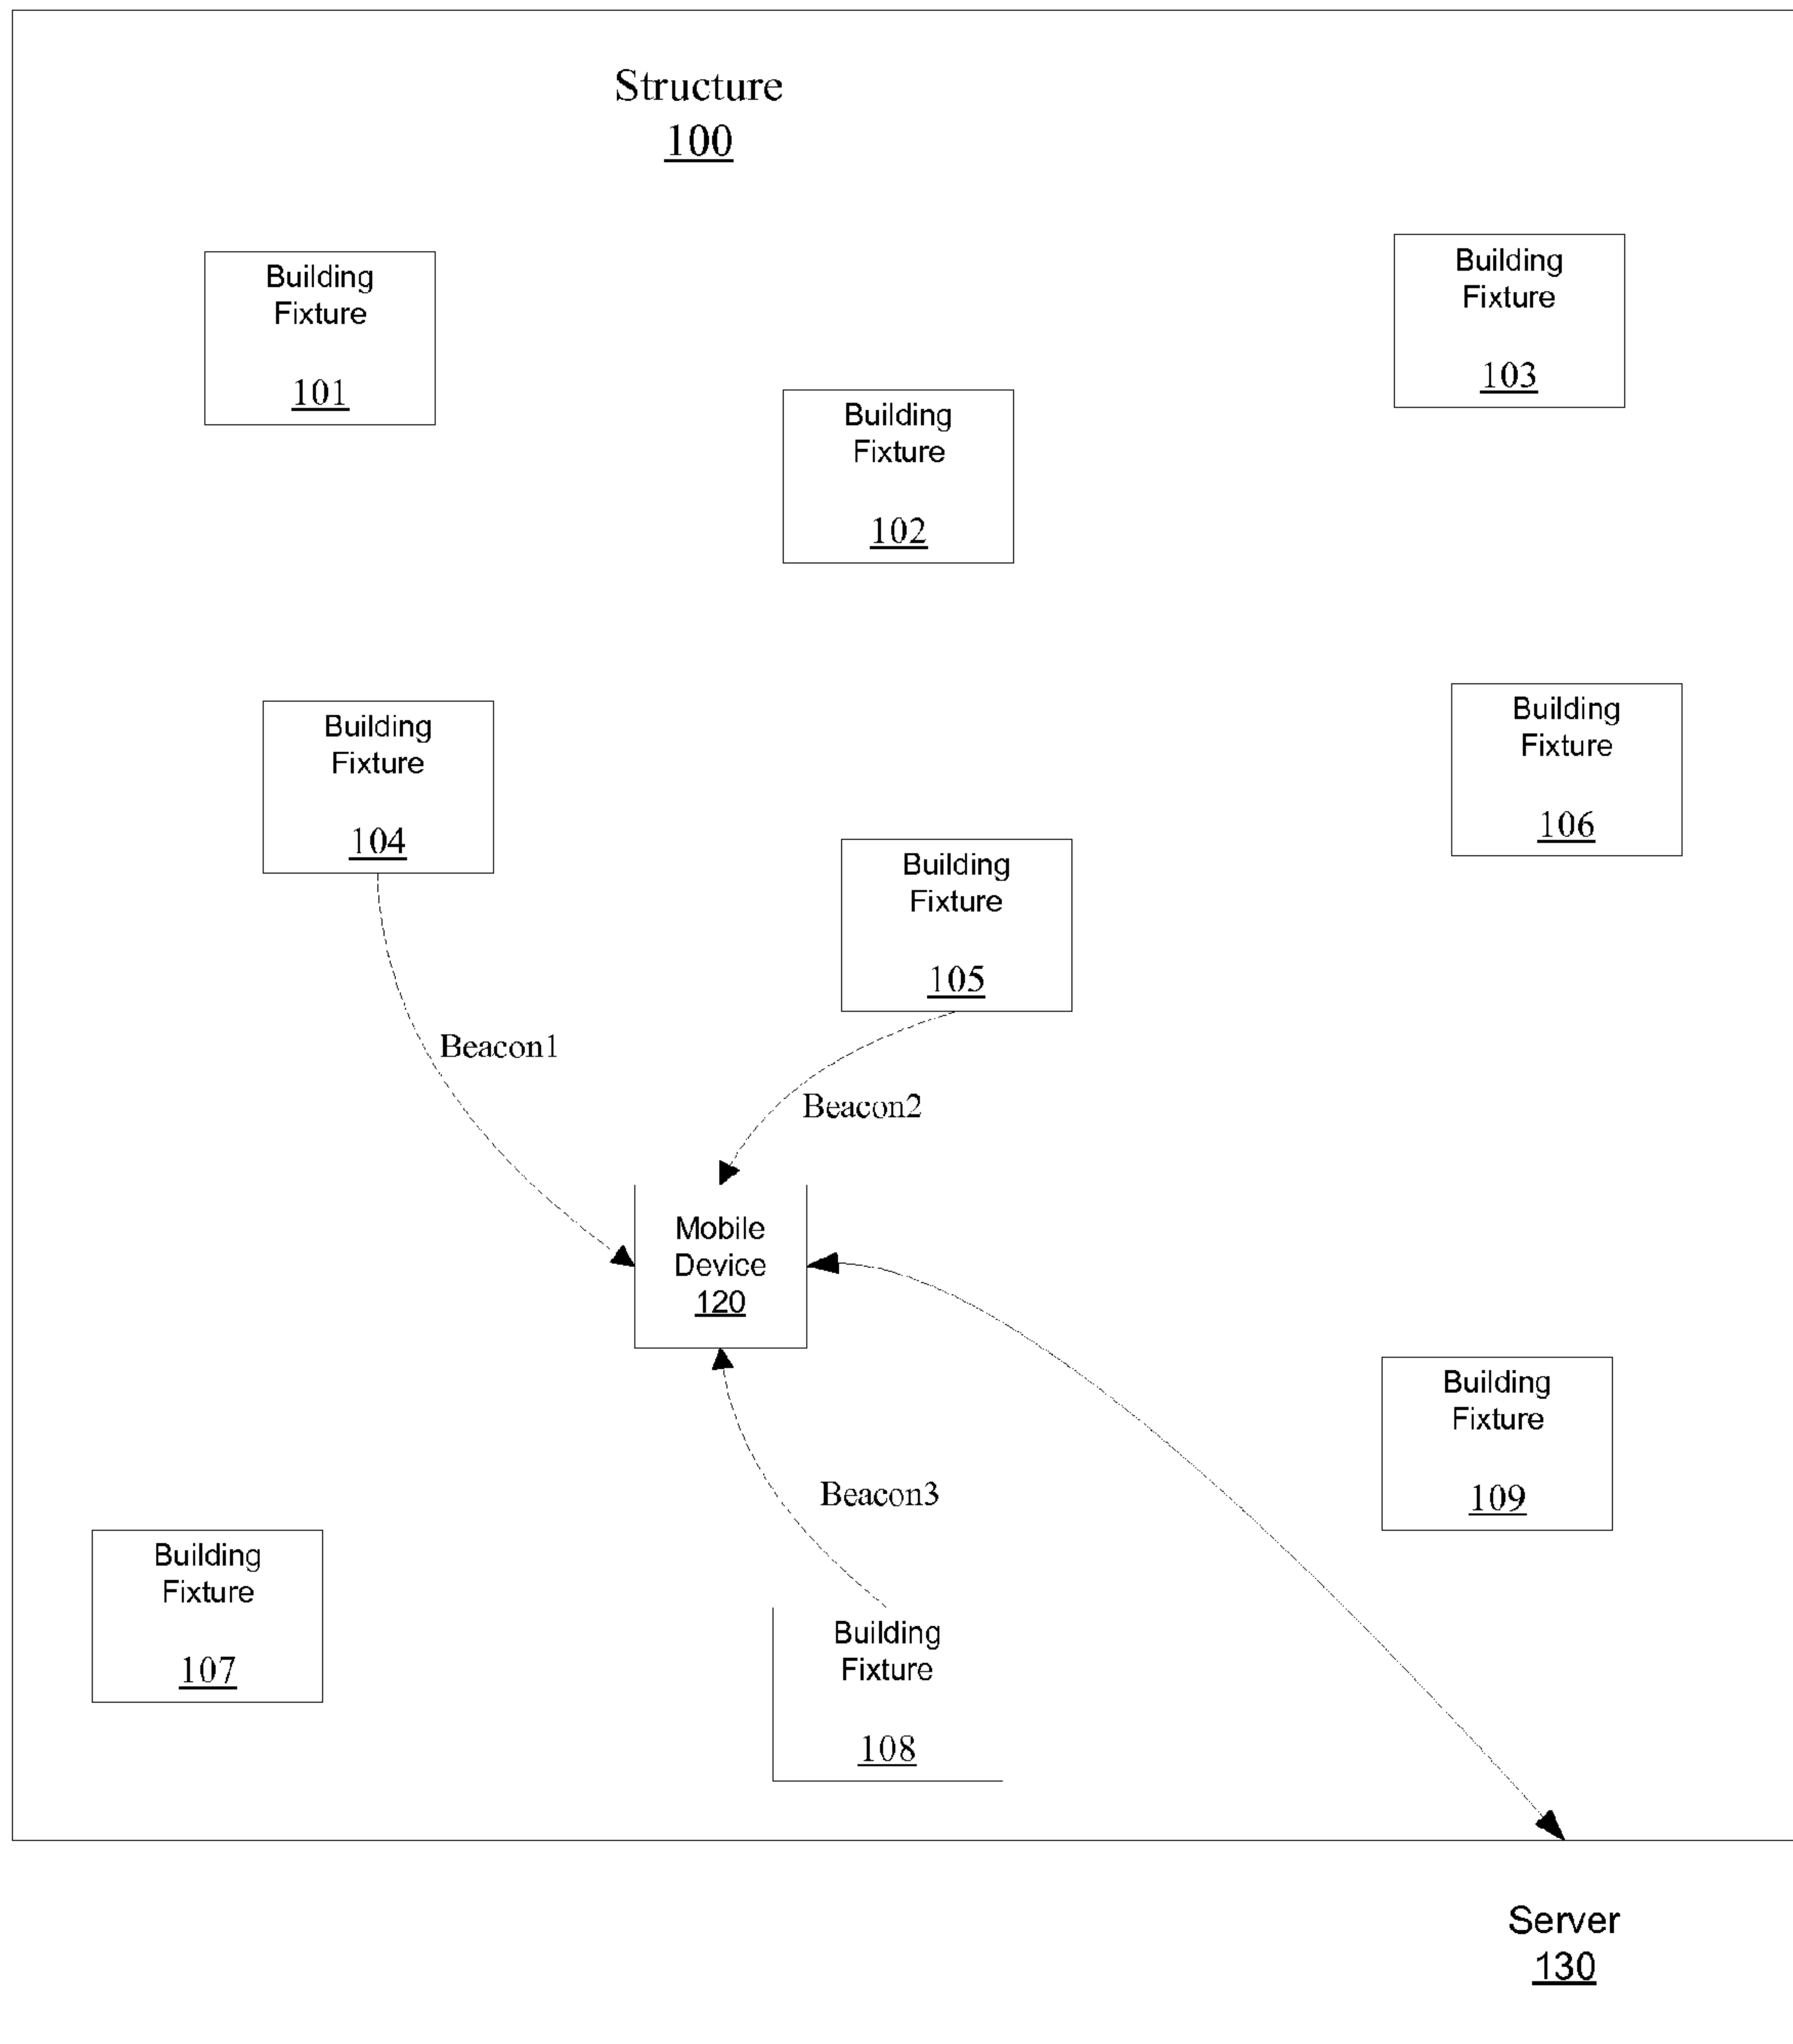 Structure
100
Building
Fixture
101
Building
Fixture
103
Building
Fixture
102
Building
Fixture
104
Building
Fixture
106
Building
Fixture
105
Beacon1
Beacon2
Mobile
Device
120
Building
Fixture
109
Beacon3
Building
Fixture
107
Building
Fixture
108
Server
130